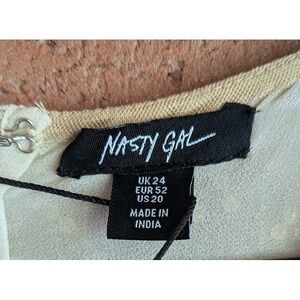 NASTY GAL
UK 24
EUR 52
US 20
MADE IN
INDIA